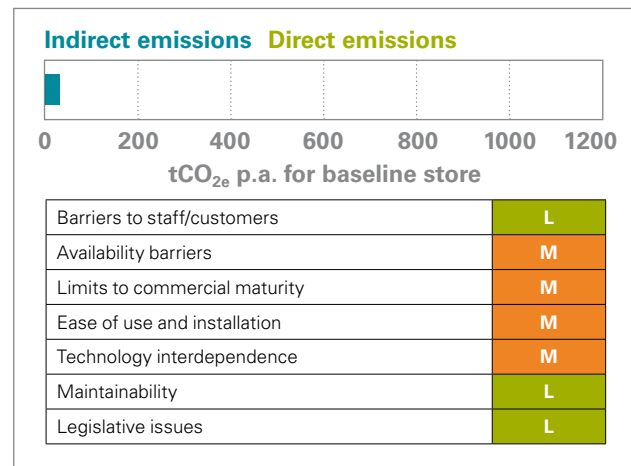 Indirect emissions Direct emissions
0 200 400 600 800 1000 1200
tCO2e p.a. for baseline store
Barriers to staff/customers L
Availability barriers M
Limits to commercial maturity M
Ease of use and installation M
Technology interdependence M
Maintainability L
Legislative issues L